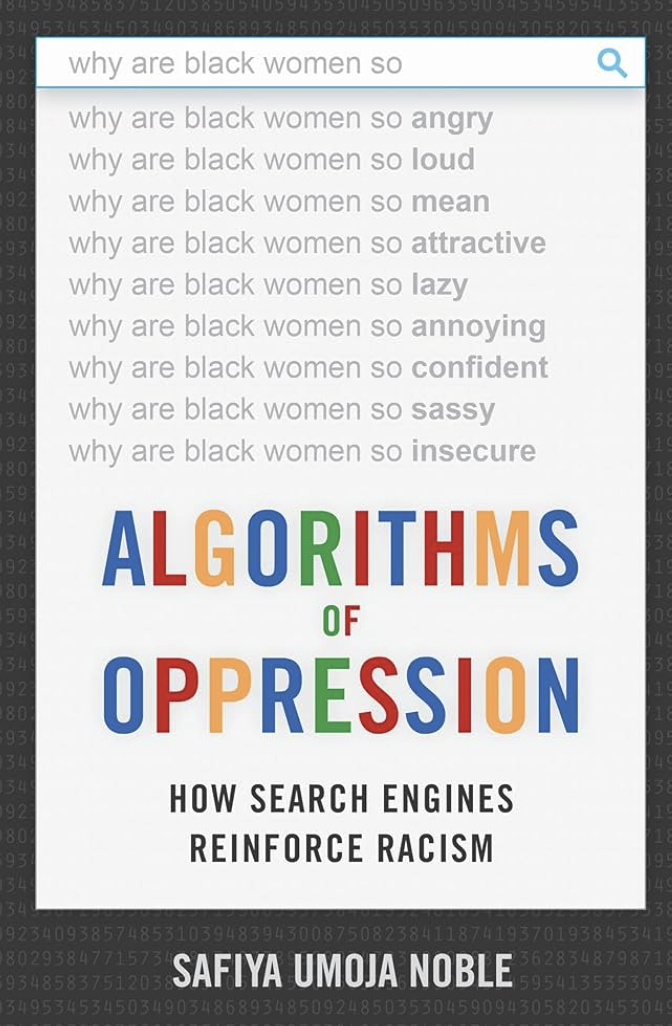 why are black women so
why are black women so angry
why are black women so loud
why are black women so mean
why are black women so attractive
why are black women so lazy
why are black women so annoying
why are black women so confident
why are black women so sassy
why are black women so insecure
ALGORITHMS
OF
OPPRESSION
HOW SEARCH ENGINES
REINFORCE RACISM
SAFIYA UMOJA NOBLE